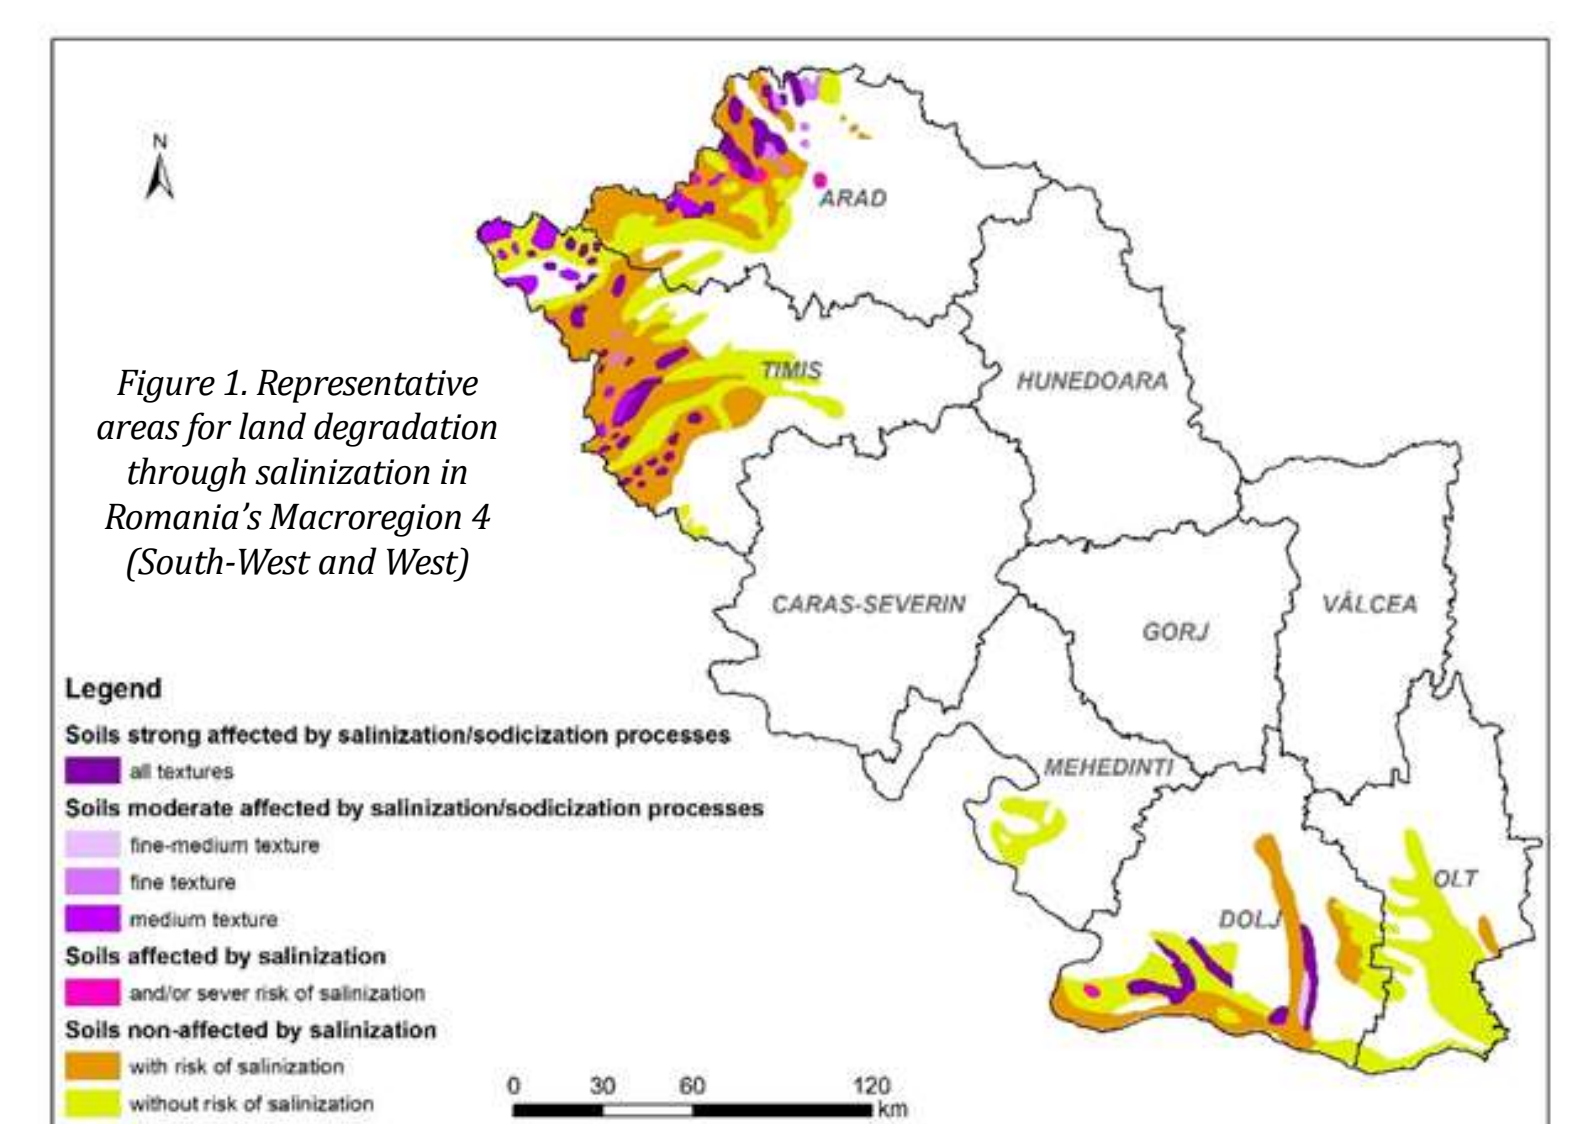 N
ARAD
TIMIS
HUNEDOARA
Figure 1. Representative
areas for land degradation
through salinization in
Romania’s Macroregion 4
(South-West and West)
CARAS-SEVERIN
GORJ
VÂLCEA
MEHEDINTI
OLT
DOLJ
Legend
Soils strong affected by salinization/sodicization processes
all textures
Soils moderate affected by salinization/sodicization processes
fine-medium texture
fine texture
medium texture
Soils affected by salinization
and/or sever risk of salinization
Soils non-affected by salinization
with risk of salinization
without risk of salinization
0 30 60 120
km